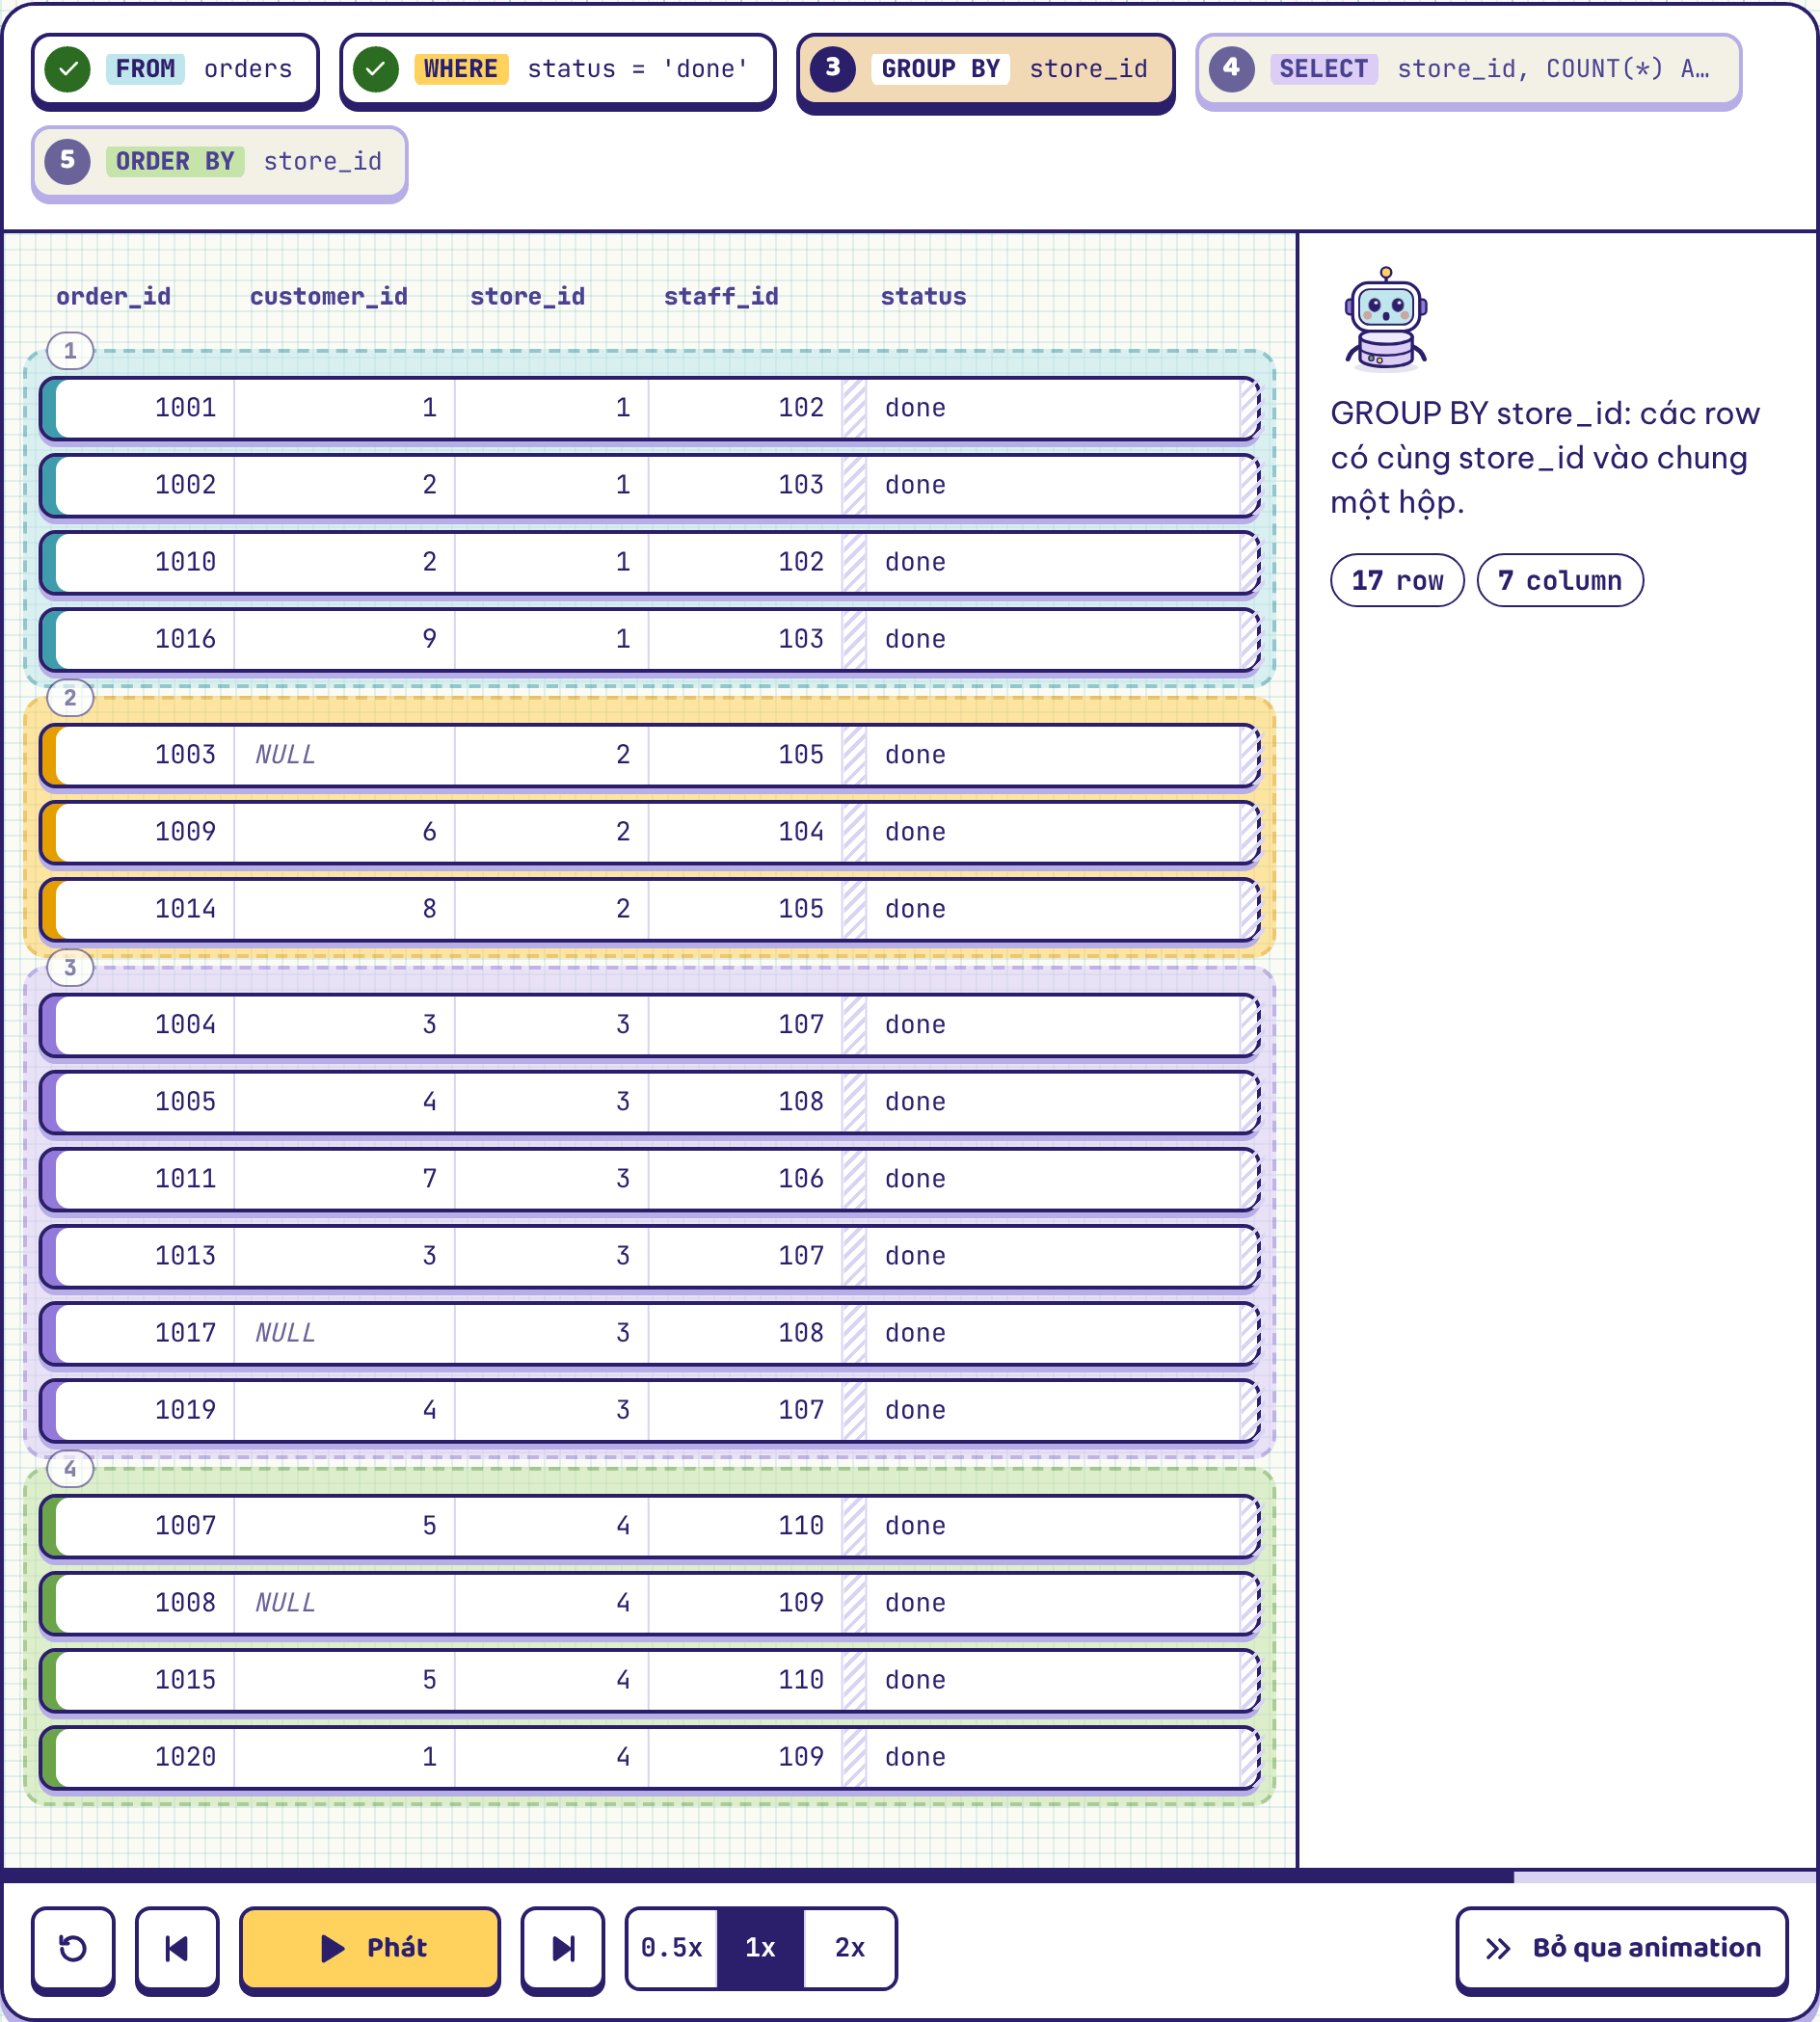 FROM orders
WHERE status = 'done'
3 GROUP BY store_id
4 SELECT store_id, COUNT(*) A…
5 ORDER BY store_id
order_id customer_id store_id staff_id status
1
1001 1 1 102 done
1002 2 1 103 done
1010 2 1 102 done
1016 9 1 103 done
2
1003 NULL 2 105 done
1009 6 2 104 done
1014 8 2 105 done
3
1004 3 3 107 done
1005 4 3 108 done
1011 7 3 106 done
1013 3 3 107 done
1017 NULL 3 108 done
1019 4 3 107 done
4
1007 5 4 110 done
1008 NULL 4 109 done
1015 5 4 110 done
1020 1 4 109 done
GROUP BY store_id: các row
có cùng store_id vào chung
một hộp.
17 row 7 column
Phát 0.5x 1x 2x Bỏ qua animation